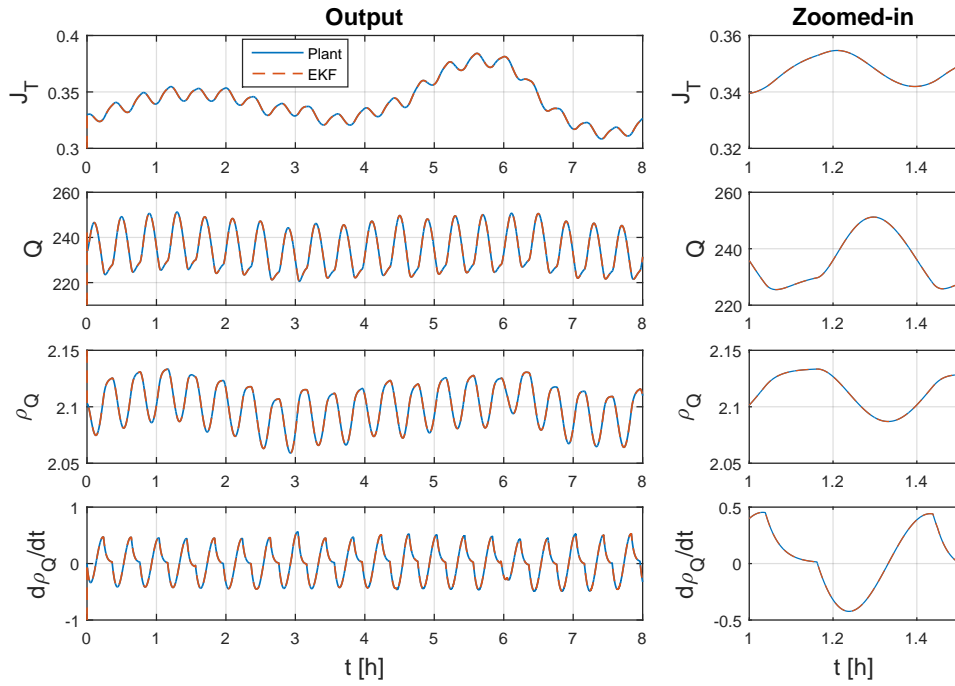 Output
Zoomed-in
Plant
EKF
J_T
0.4
0.35
0.3
0 1 2 3 4 5 6 7 8
J_T
0.36
0.34
0.32
1 1.2 1.4
Q
260
240
220
0 1 2 3 4 5 6 7 8
Q
260
240
220
1 1.2 1.4
ρ_Q
2.15
2.1
2.05
0 1 2 3 4 5 6 7 8
ρ_Q
2.15
2.1
2.05
1 1.2 1.4
dρ_Q/dt
1
0
-1
0 1 2 3 4 5 6 7 8
t [h]
dρ_Q/dt
0.5
0
-0.5
1 1.2 1.4
t [h]